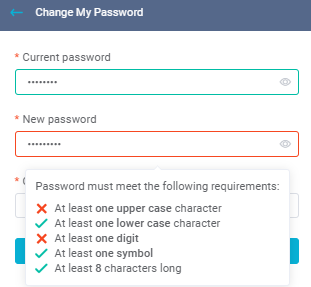 Change My Password
* Current password
••••••••
* New password
•••••••••
*
Password must meet the following requirements:
At least one upper case character
At least one lower case character
At least one digit
At least one symbol
At least 8 characters long